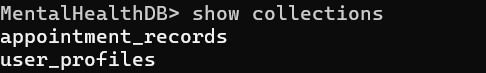 MentalHealthDB> show collections
appointment_records
user_profiles